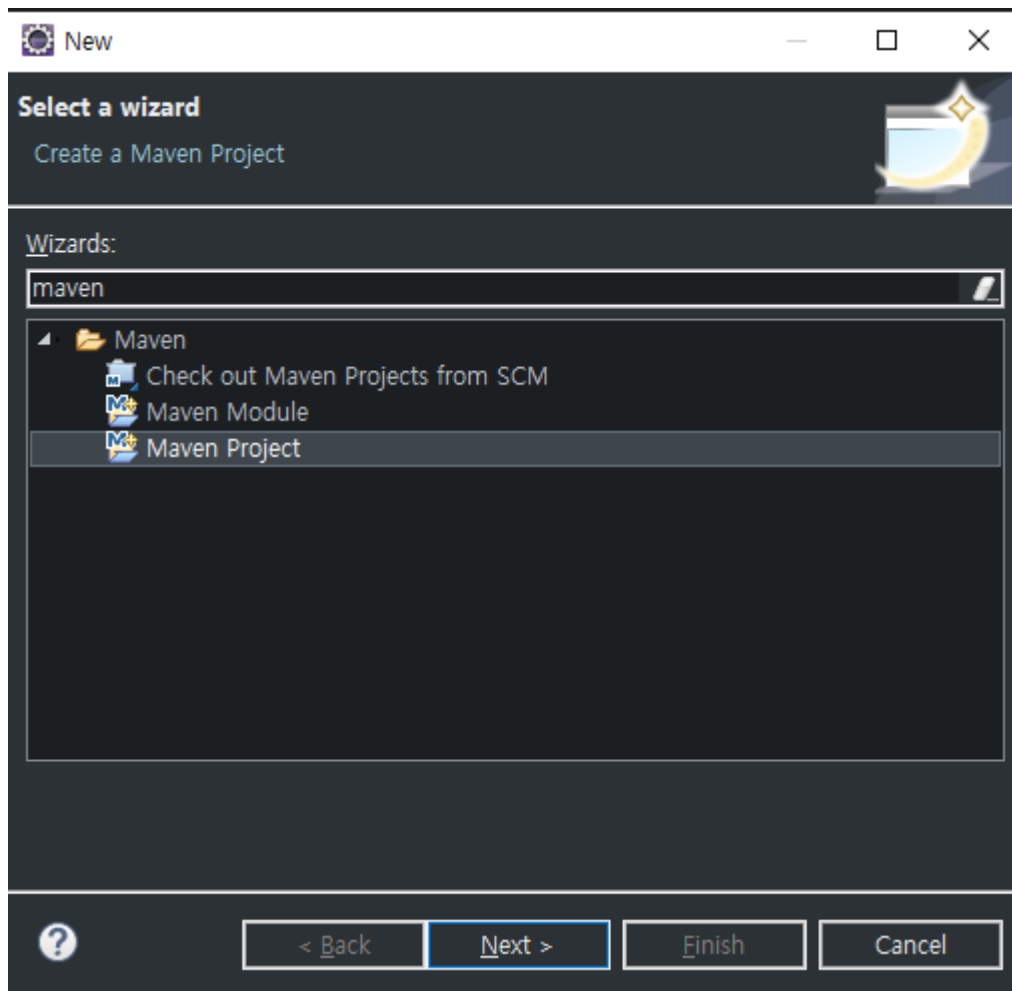 New
Select a wizard
Create a Maven Project
Wizards:
maven
Maven
Check out Maven Projects from SCM
Maven Module
Maven Project
< Back Next > Finish Cancel